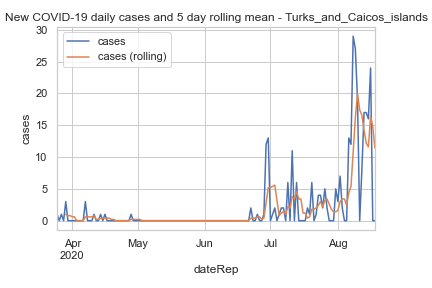 New COVID-19 daily cases and 5 day rolling mean - Turks_and_Caicos_islands
30
25
20
15
10
5
0
cases
cases
cases (rolling)
Apr
2020
May
Jun
Jul
Aug
dateRep